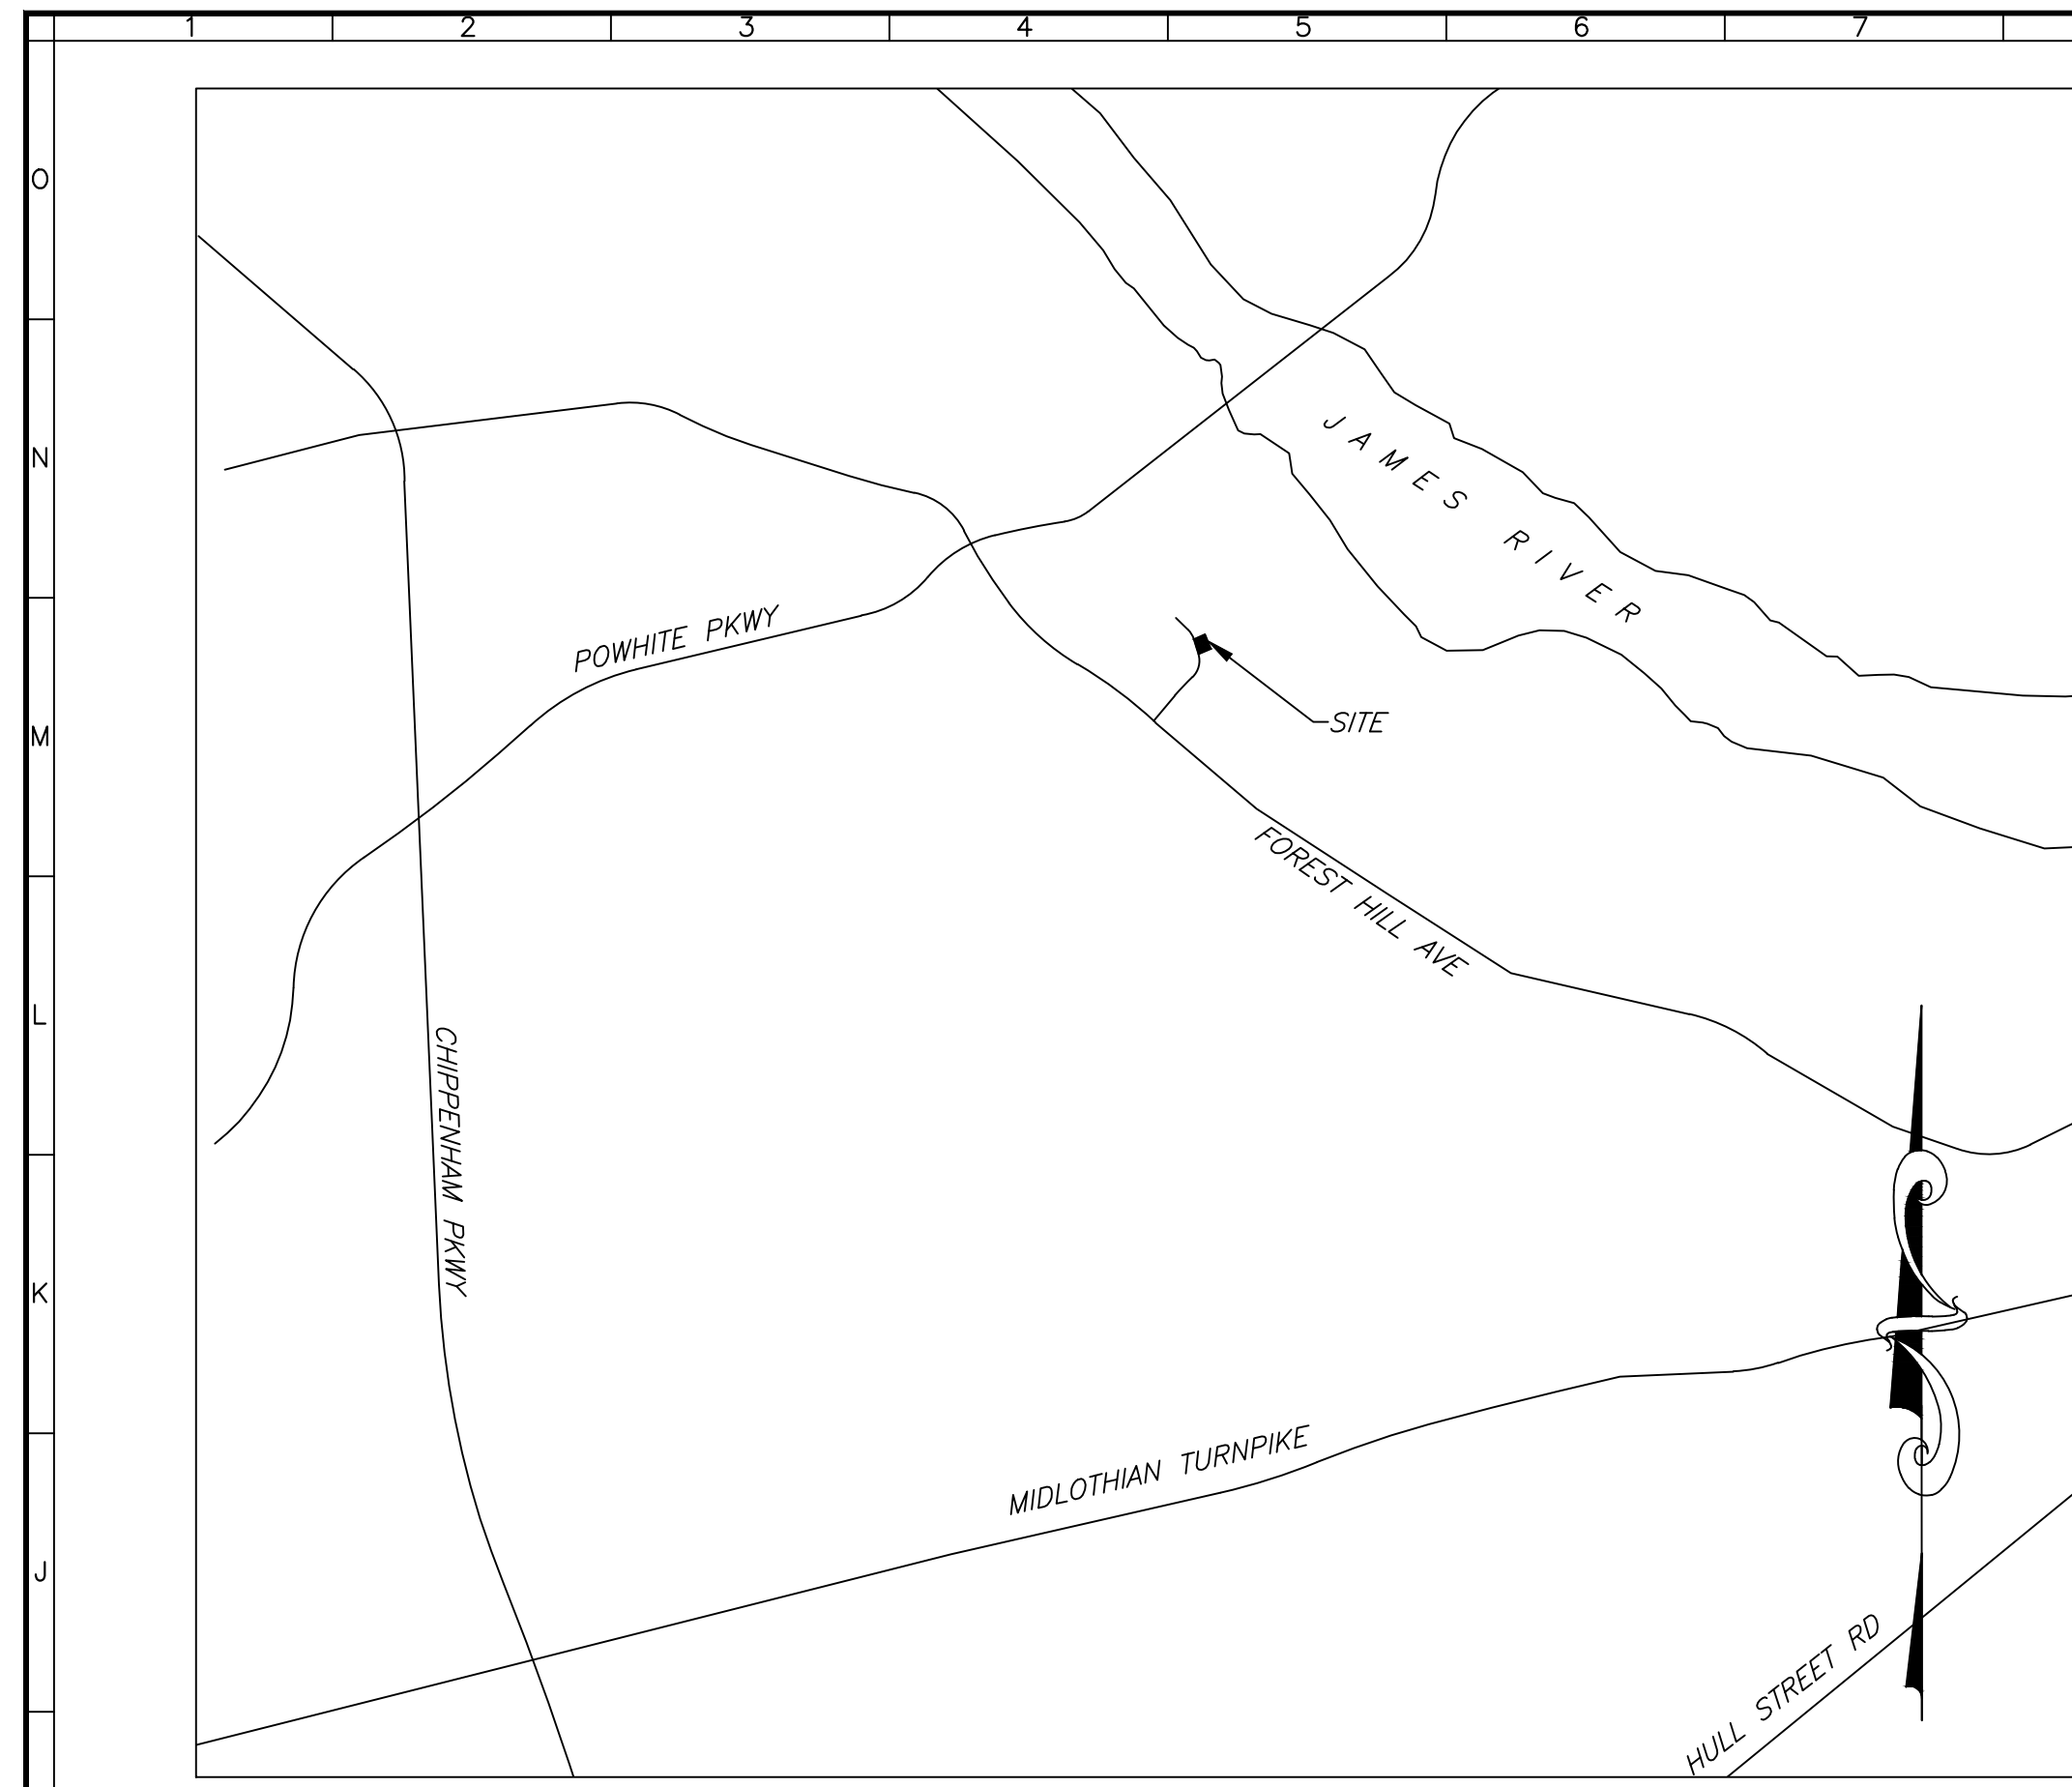 1 2 3 4 5 6 7
O
N
M
L
K
J
JAMES RIVER
POWHITE PKWY
SITE
FOREST HILL AVE
CHIPPENHAM PKWY
MIDLOTHIAN TURNPIKE
HULL STREET RD